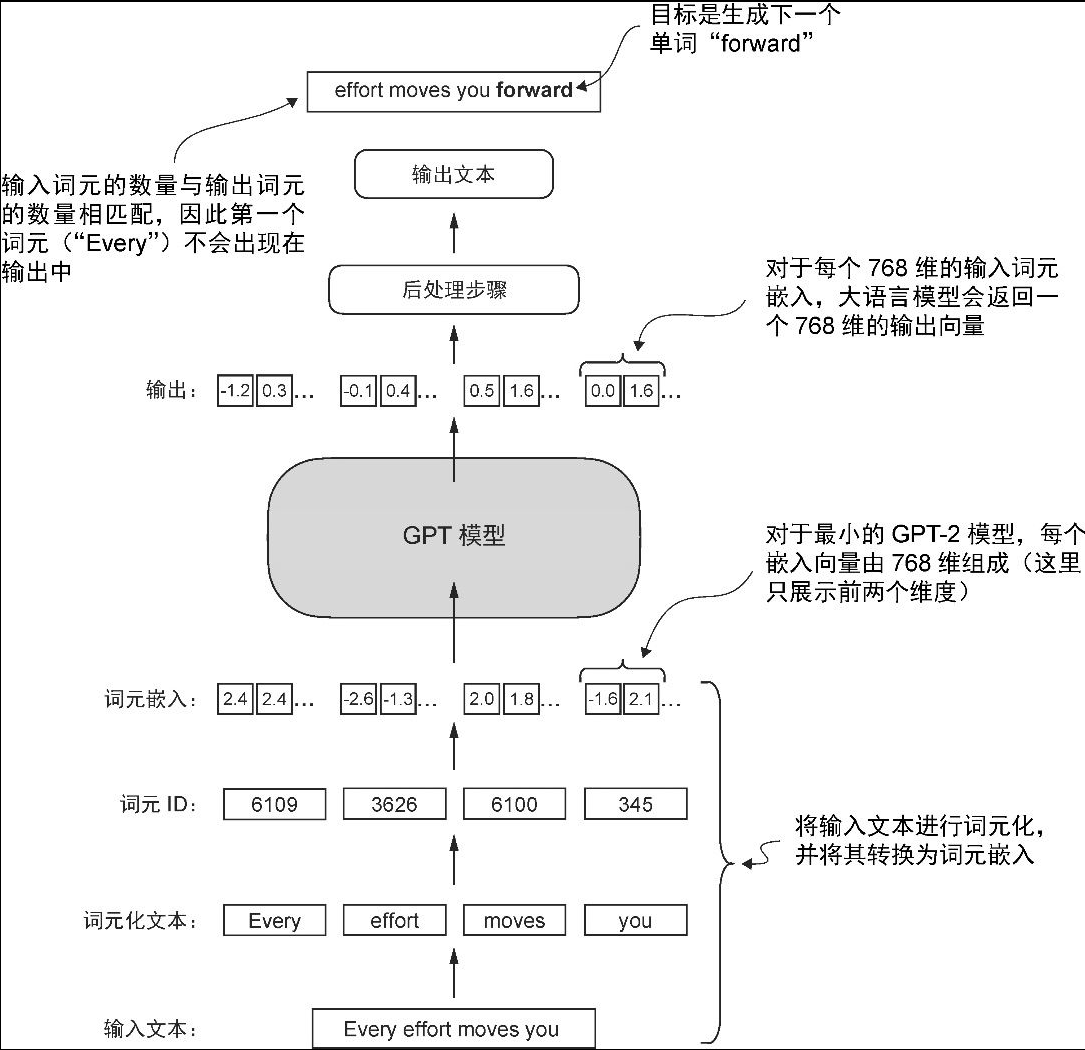 目标是生成下一个
单词“forward”
effort moves you forward
输入词元的数量与输出词元
的数量相匹配，因此第一个
词元（“Every”）不会出现在
输出中
输出文本
后处理步骤
对于每个 768 维的输入词元
嵌入，大语言模型会返回一
个 768 维的输出向量
输出： -1.2 0.3 … -0.1 0.4 … 0.5 1.6 … 0.0 1.6 …
GPT 模型
对于最小的 GPT-2 模型，每个
嵌入向量由 768 维组成（这里
只展示前两个维度）
词元嵌入： 2.4 2.4 … -2.6 -1.3 … 2.0 1.8 … -1.6 2.1 …
词元 ID： 6109 3626 6100 345
将输入文本进行词元化，
并将其转换为词元嵌入
词元化文本： Every effort moves you
输入文本： Every effort moves you